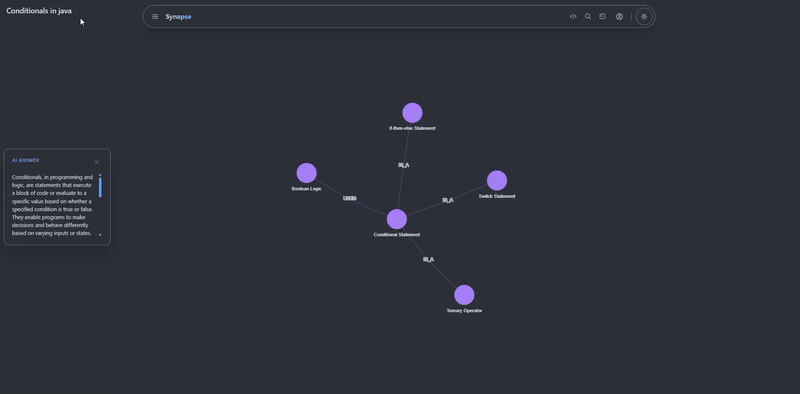 Conditionals in java
Synapse
if-then-else Statement
IS_A
Boolean Logic
Switch Statement
USES
IS_A
Conditional Statement
IS_A
Ternary Operator
AI ANSWER
Conditionals, in programming and
logic, are statements that execute
a block of code or evaluate to a
specific value based on whether a
specified condition is true or false.
They enable programs to make
decisions and behave differently
based on varying inputs or states.